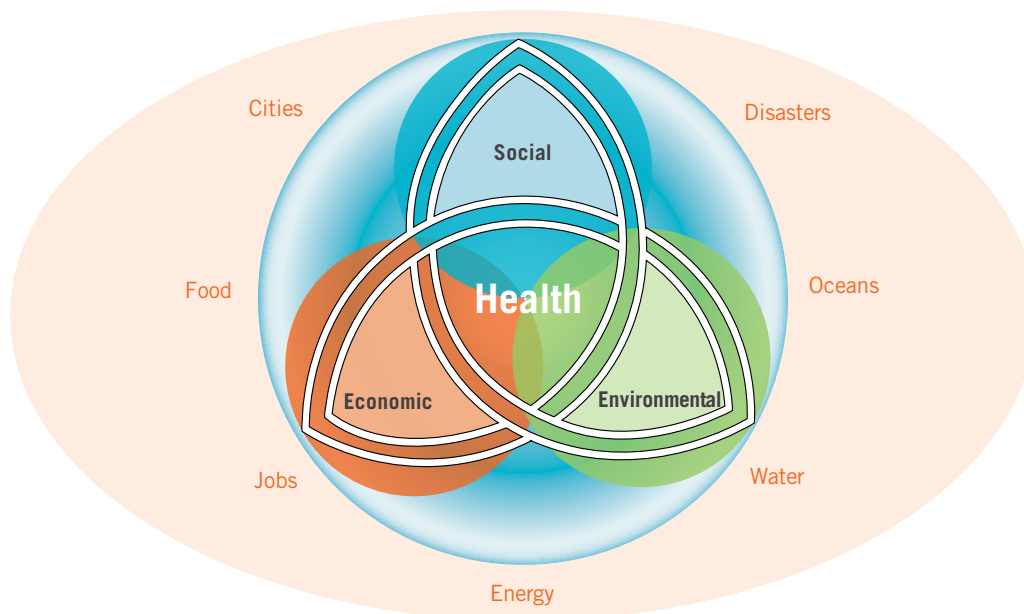 Cities
Disasters
Social
Food
Health
Oceans
Economic
Environmental
Jobs
Water
Energy